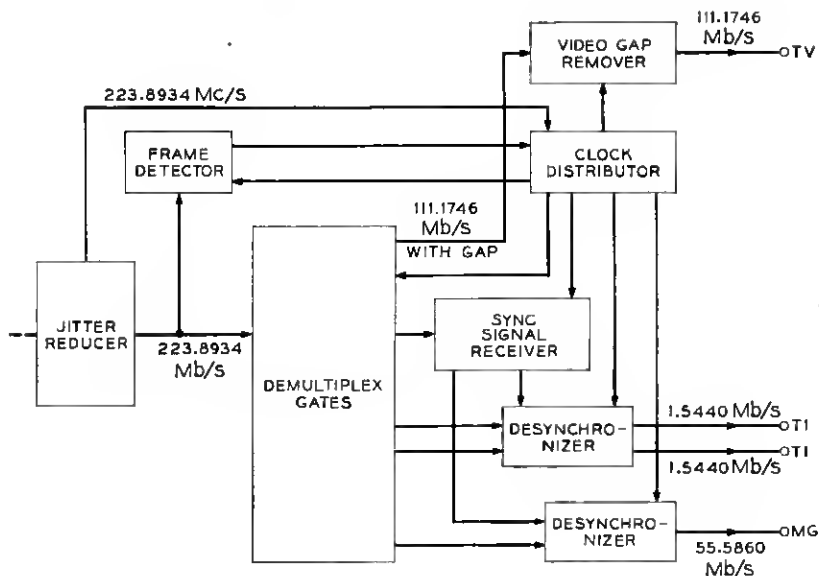 111.1746
Mb/s
VIDEO GAP
REMOVER
TV
223.8934 MC/S
FRAME
DETECTOR
CLOCK
DISTRIBUTOR
111.1746
Mb/s
WITH GAP
JITTER
REDUCER
223.8934
Mb/s
DEMULTIPLEX
GATES
SYNC
SIGNAL
RECEIVER
DESYNCHRO-
NIZER
1.5440 Mb/s
T1
T1
1.5440 Mb/s
DESYNCHRO-
NIZER
MG
55.5860
Mb/s